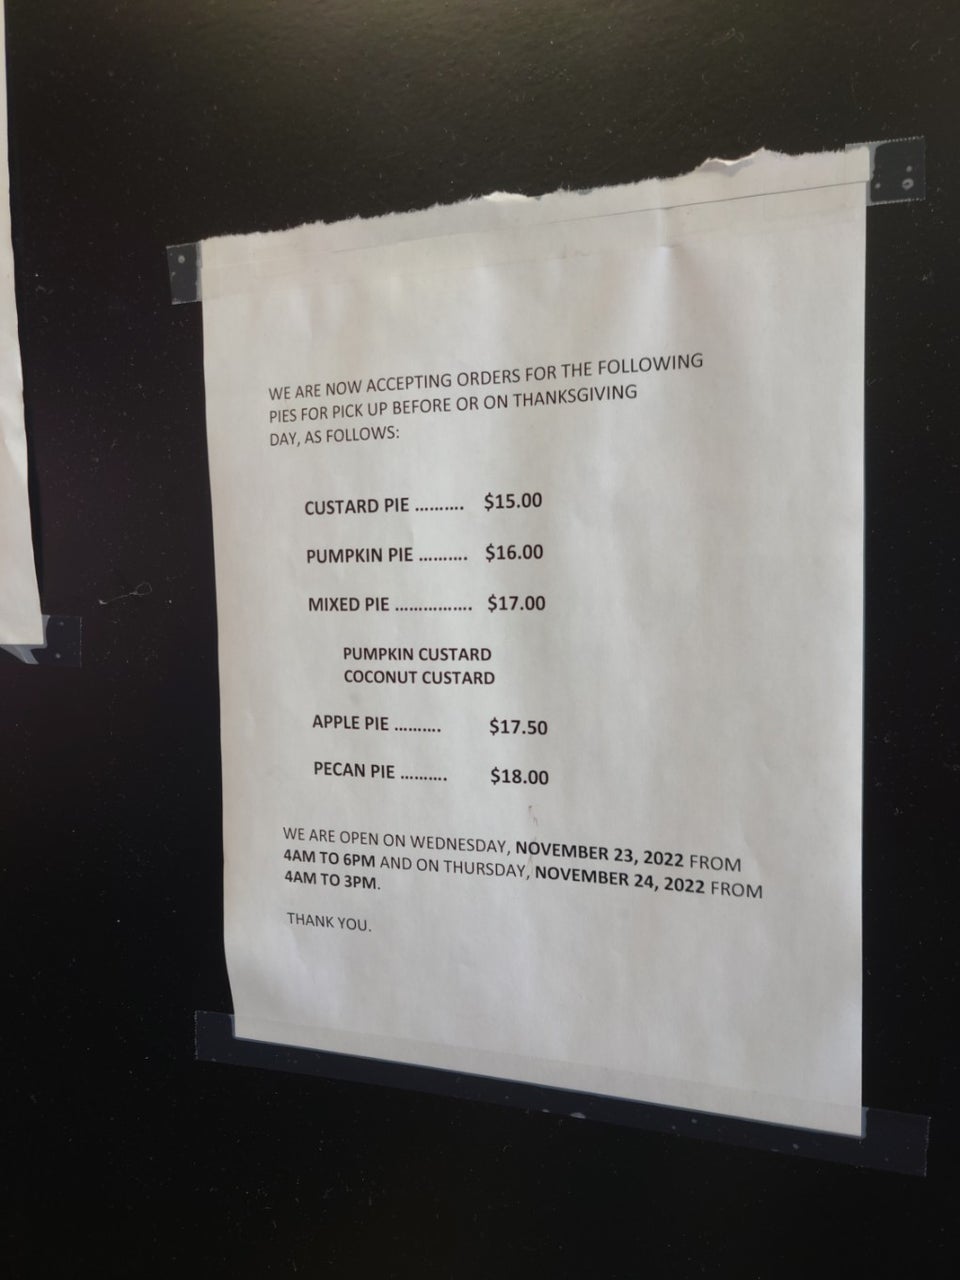 WE ARE NOW ACCEPTING ORDERS FOR THE FOLLOWING
PIES FOR PICK UP BEFORE OR ON THANKSGIVING
DAY, AS FOLLOWS:
CUSTARD PIE .......... $15.00
PUMPKIN PIE .......... $16.00
MIXED PIE ................ $17.00
PUMPKIN CUSTARD
COCONUT CUSTARD
APPLE PIE .......... $17.50
PECAN PIE .......... $18.00
WE ARE OPEN ON WEDNESDAY, NOVEMBER 23, 2022 FROM
4AM TO 6PM AND ON THURSDAY, NOVEMBER 24, 2022 FROM
4AM TO 3PM.
THANK YOU.